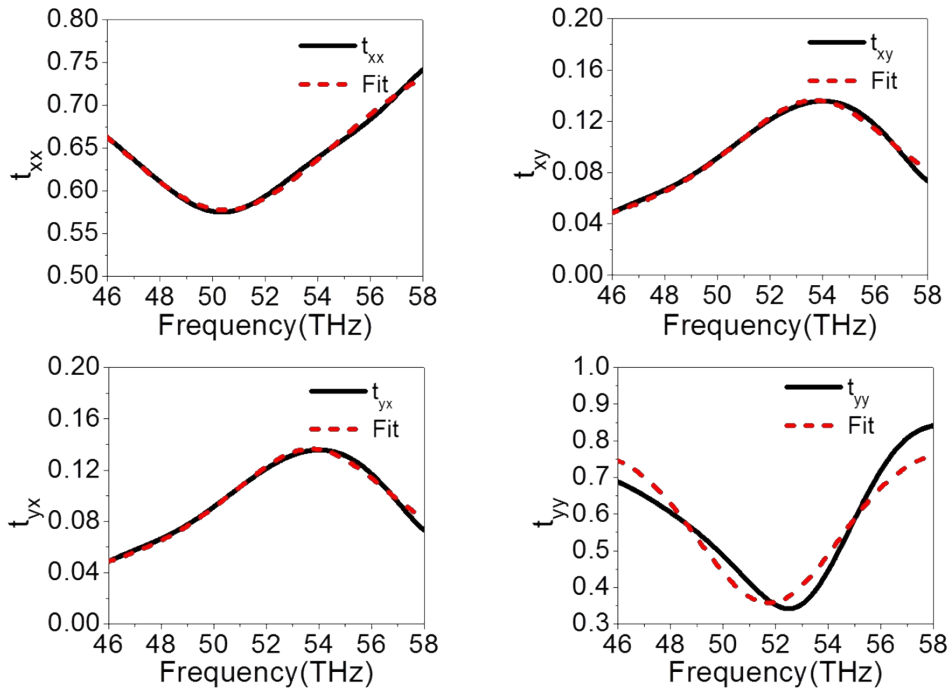 0.80
0.75
0.70
0.65
0.60
0.55
0.50
t_xx
t_xx
Fit
46 48 50 52 54 56 58
Frequency(THz)
0.20
0.16
0.12
0.08
0.04
0.00
t_xy
t_xy
Fit
46 48 50 52 54 56 58
Frequency(THz)
0.20
0.16
0.12
0.08
0.04
0.00
t_yx
t_yx
Fit
46 48 50 52 54 56 58
Frequency(THz)
1.0
0.9
0.8
0.7
0.6
0.5
0.4
0.3
t_yy
t_yy
Fit
46 48 50 52 54 56 58
Frequency(THz)